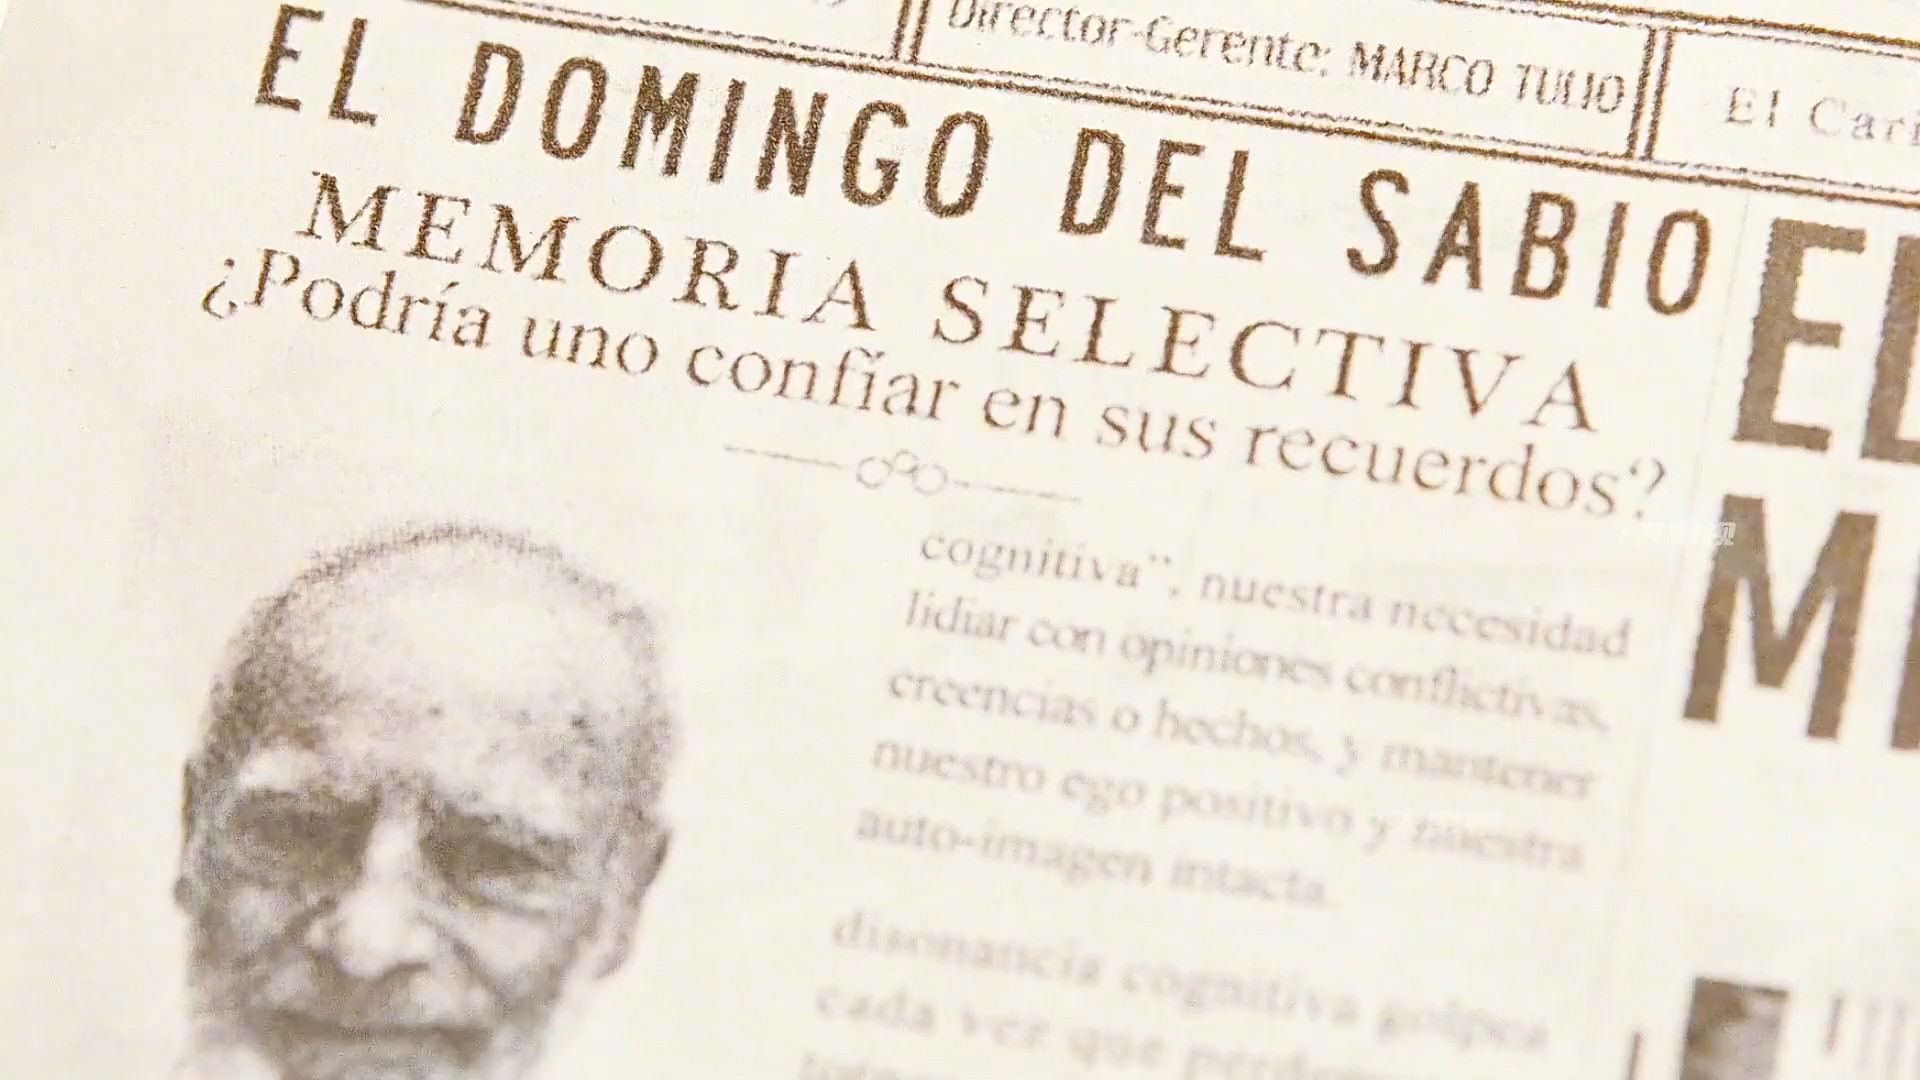 Director-Gerente: MARCO TULIO
El Cari
EL DOMINGO DEL SABIO
MEMORIA SELECTIVA
¿Podría uno confíar en sus recuerdos?
cognitiva”, nuestra necesidad
lidiar con opiniones conflictivas,
creencias o hechos, y mantener
nuestro ego positivo y nuestra
auto-imagen intacta.
disonancia cognitiva golpea
cada vez que
EL
M